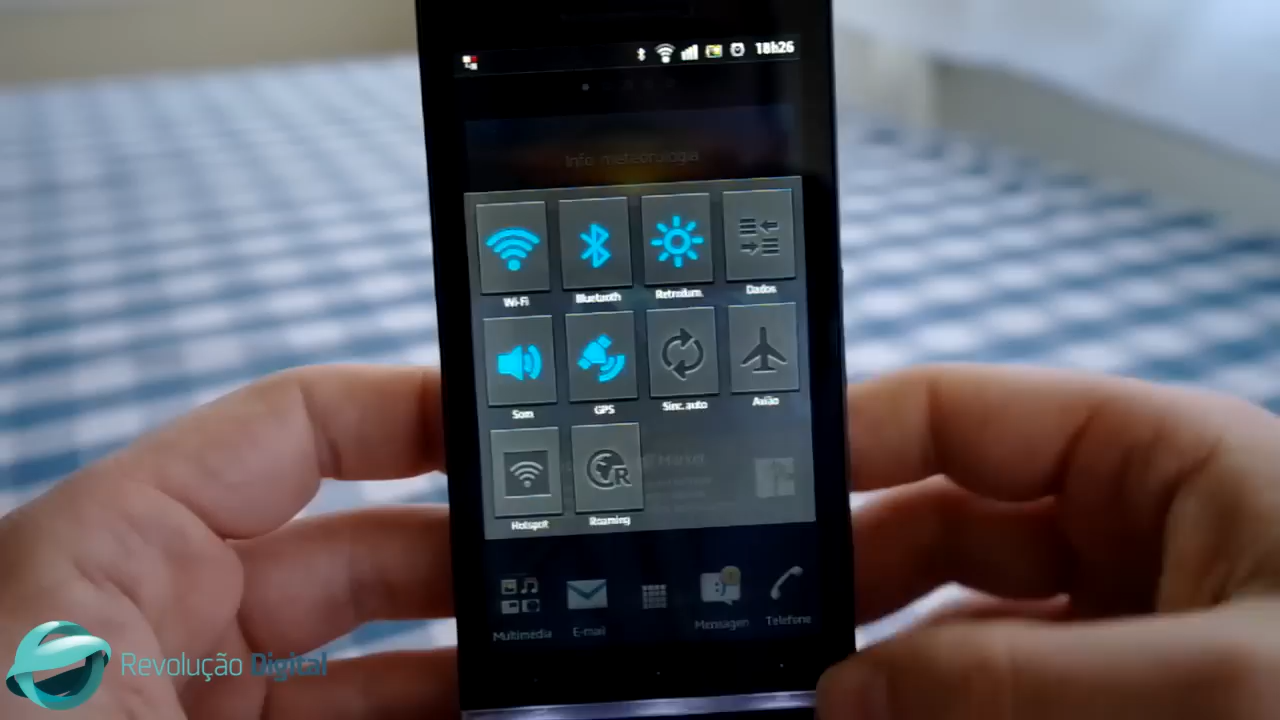 18h26
Info. meteorologia
Wi-Fi Bluetooth Retroilum. Dados
Som GPS Sinc. auto Avião
Hotspot Roaming
Multimedia E-mail Mensagen Telefone
Revolução Digital